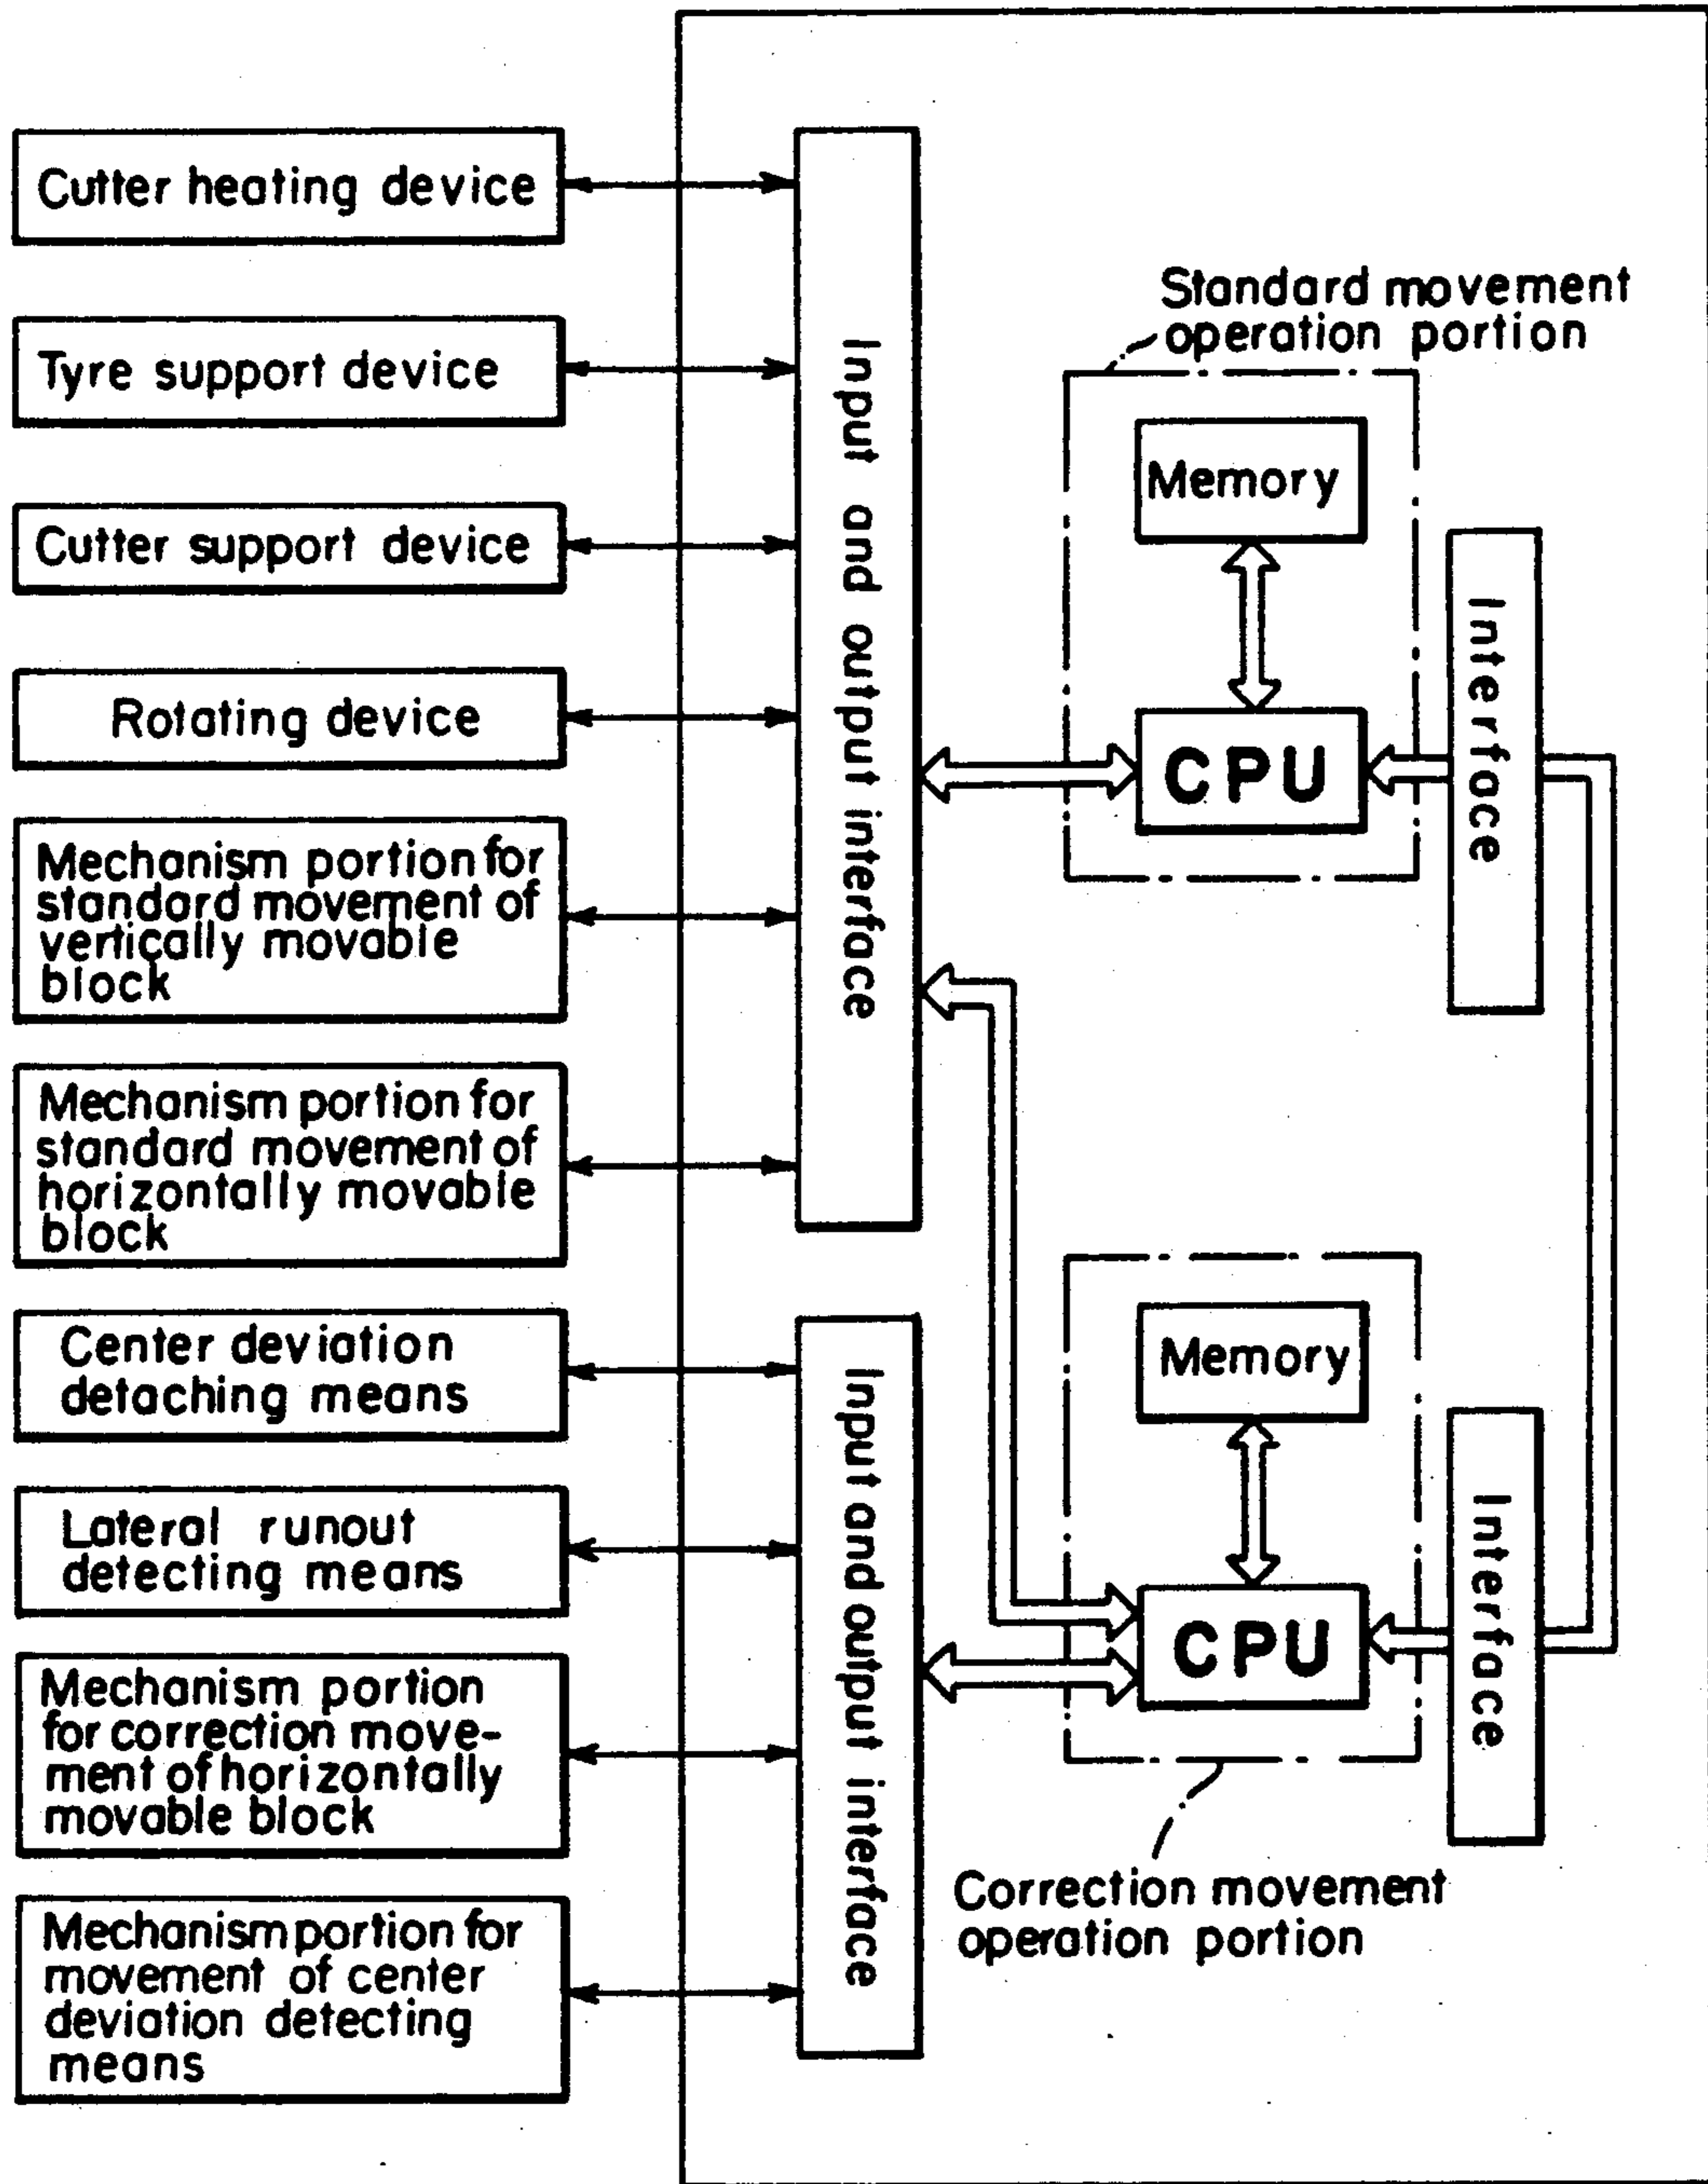 Cutter heating device
Tyre support device
Cutter support device
Rotating device
Mechanism portion for
standard movement of
vertically movable
block
Mechanism portion for
standard movement of
horizontally movable
block
Center deviation
detaching means
Lateral runout
detecting means
Mechanism portion
for correction move-
ment of horizontally
movable block
Mechanism portion for
movement of center
deviation detecting
means
Input and output interface
Input and output interface
Standard movement
operation portion
Memory
CPU
Interface
Memory
CPU
Interface
Correction movement
operation portion